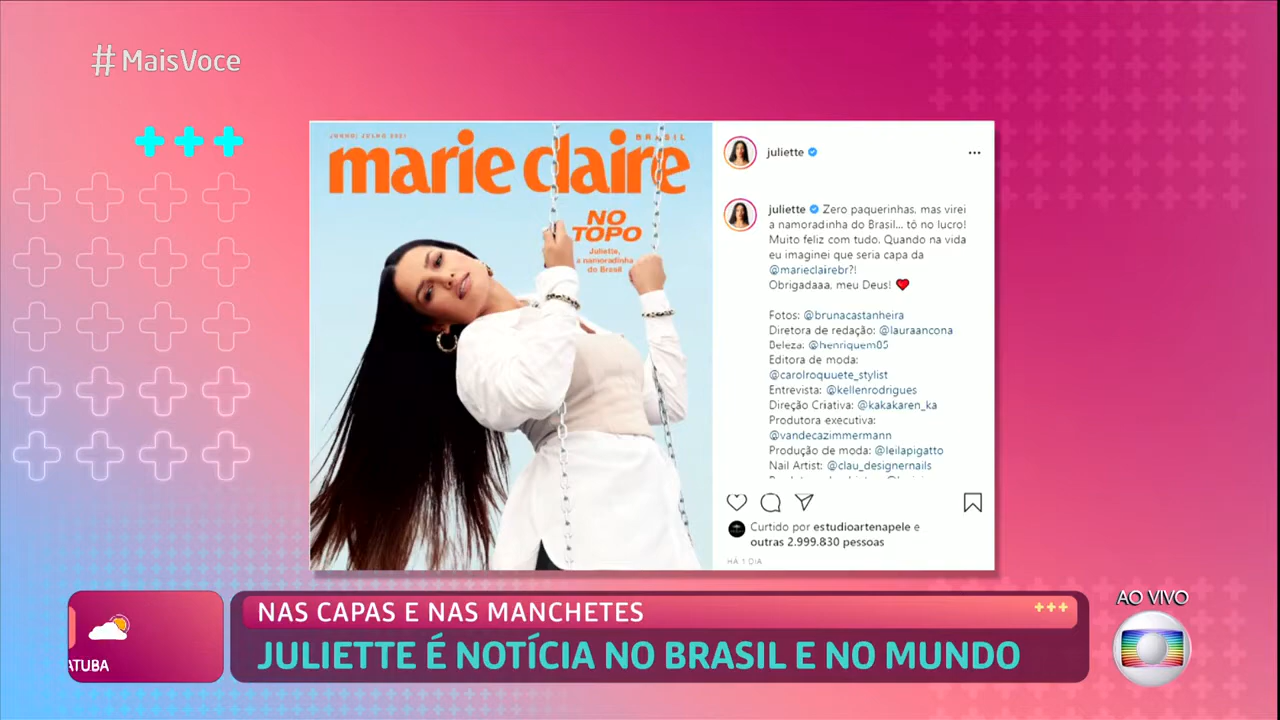 #MaisVoce
JUNHO/ JULHO 2021
BRASIL
marie claire
NO
TOPO
Juliette,
a namoradinha
do Brasil
juliette
juliette Zero paquerinhas, mas virei
a namoradinha do Brasil... tô no lucro!
Muito feliz com tudo. Quando na vida
eu imaginei que seria capa da
@marieclairebr?!
Obrigadaaa, meu Deus!
Fotos: @brunacastanheira
Diretora de redação: @lauraancona
Beleza: @henriquem85
Editora de moda:
@carolroquuete_stylist
Entrevista: @kellenrodrigues
Direção Criativa: @kakakaren_ka
Produtora executiva:
@vandecazimmermann
Produção de moda: @leilapigatto
Nail Artist: @clau_designernails
Curtido por estudioartenapele e
outras 2.999.830 pessoas
HÁ 1 DIA
NAS CAPAS E NAS MANCHETES
JULIETTE É NOTÍCIA NO BRASIL E NO MUNDO
ATUBA
AO VIVO